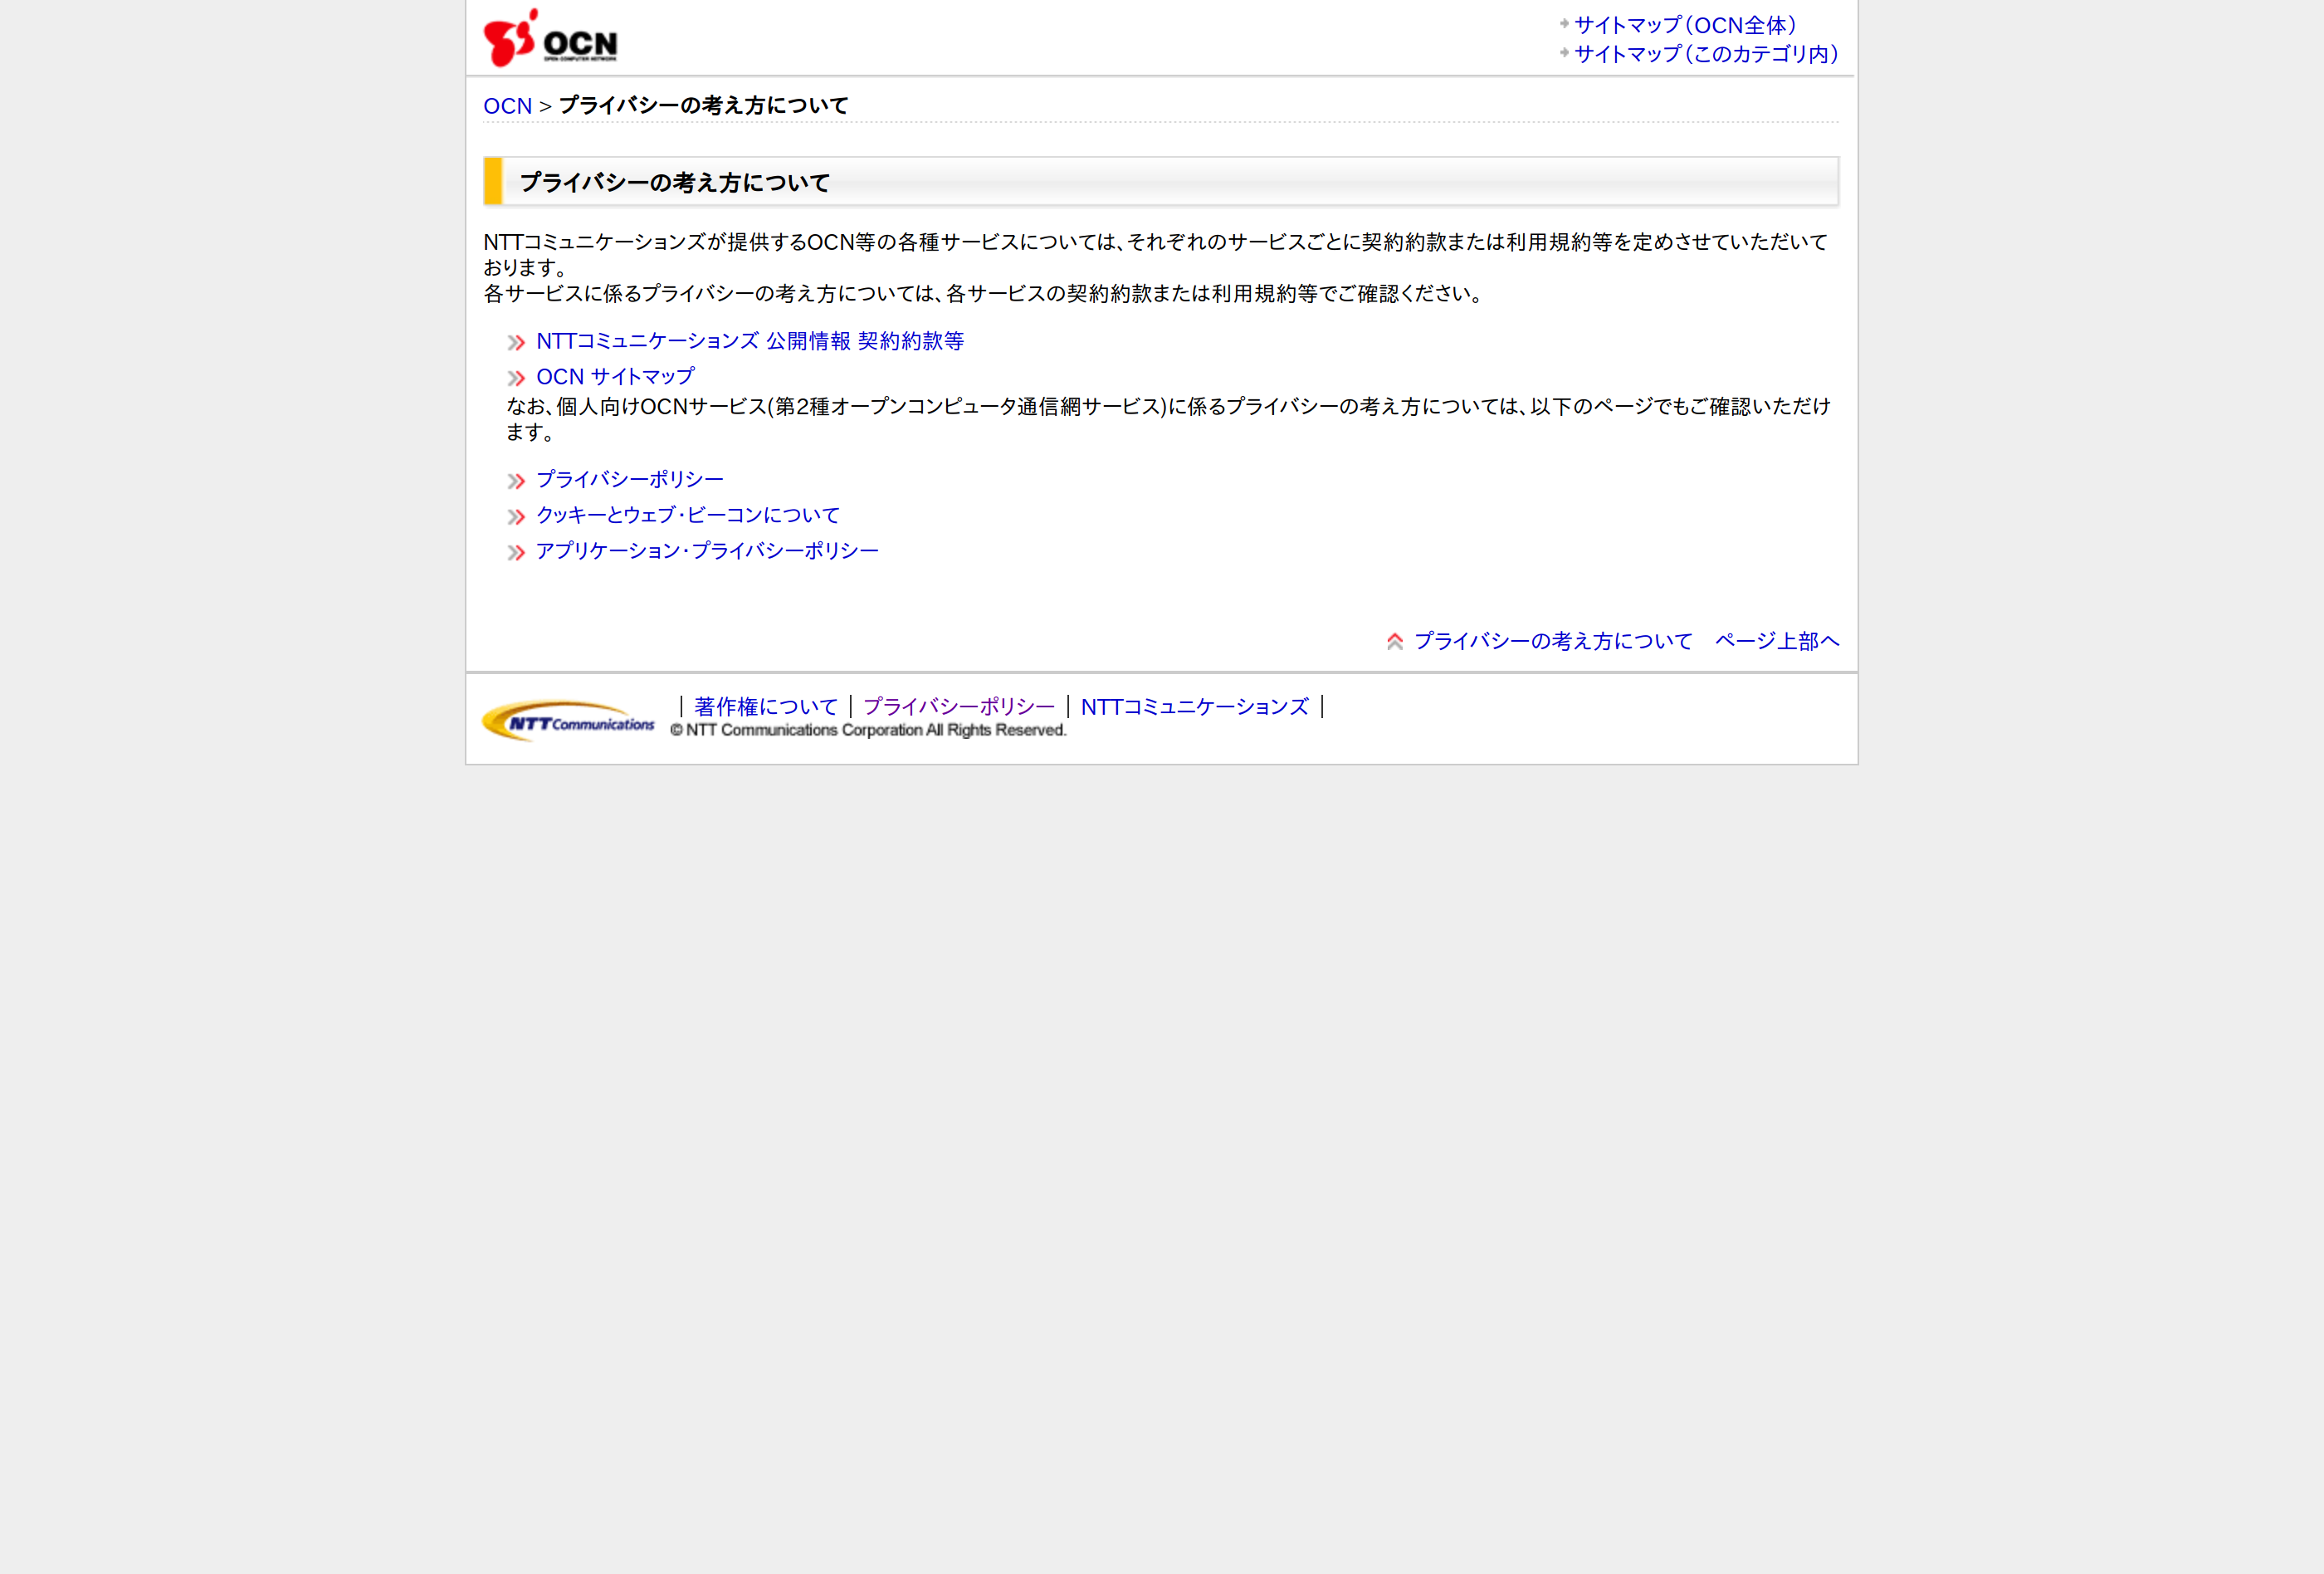 OCN
OPEN COMPUTER NETWORK
サイトマップ（OCN全体）
サイトマップ（このカテゴリ内）
OCN > プライバシーの考え方について
プライバシーの考え方について
NTTコミュニケーションズが提供するOCN等の各種サービスについては、それぞれのサービスごとに契約約款または利用規約等を定めさせていただいて
おります。
各サービスに係るプライバシーの考え方については、各サービスの契約約款または利用規約等でご確認ください。
NTTコミュニケーションズ 公開情報 契約約款等
OCN サイトマップ
なお、個人向けOCNサービス(第2種オープンコンピュータ通信網サービス)に係るプライバシーの考え方については、以下のページでもご確認いただけ
ます。
プライバシーポリシー
クッキーとウェブ・ビーコンについて
アプリケーション・プライバシーポリシー
プライバシーの考え方について　ページ上部へ
NTT Communications
｜著作権について｜プライバシーポリシー｜NTTコミュニケーションズ｜
© NTT Communications Corporation All Rights Reserved.